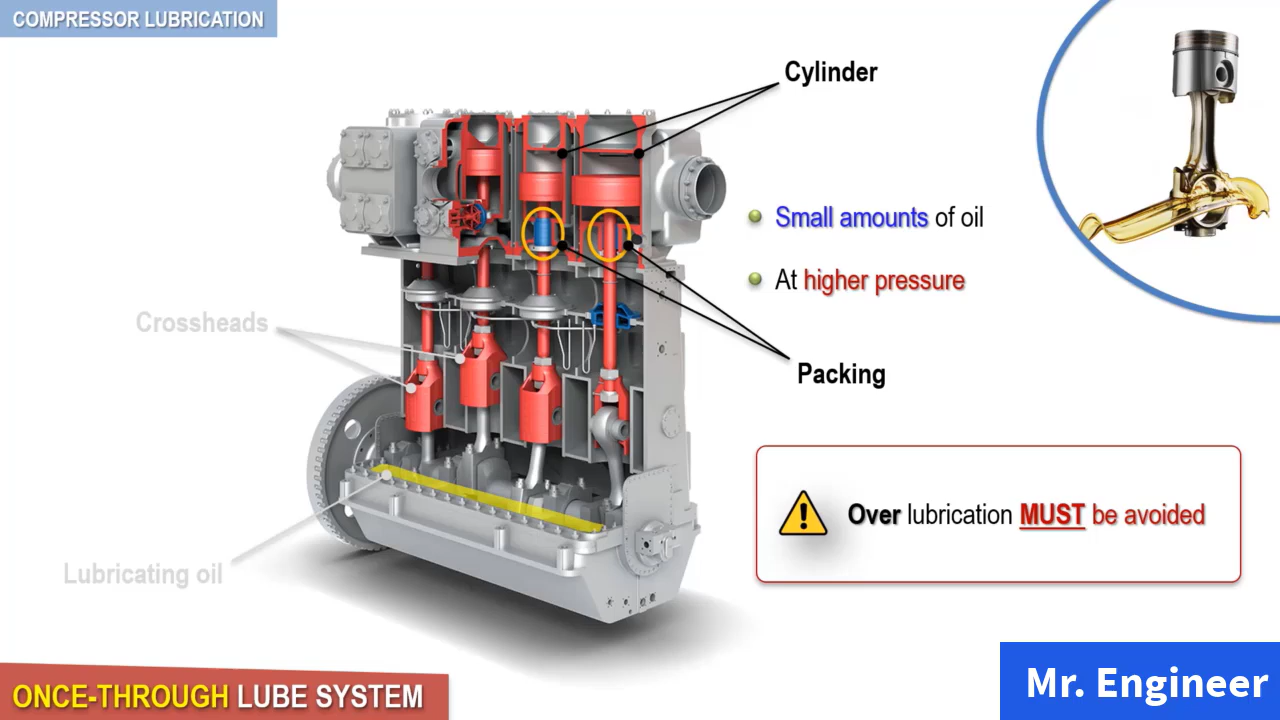 COMPRESSOR LUBRICATION
Cylinder
Small amounts of oil
At higher pressure
Crossheads
Packing
Over lubrication MUST be avoided
Lubricating oil
ONCE-THROUGH LUBE SYSTEM
Mr. Engineer